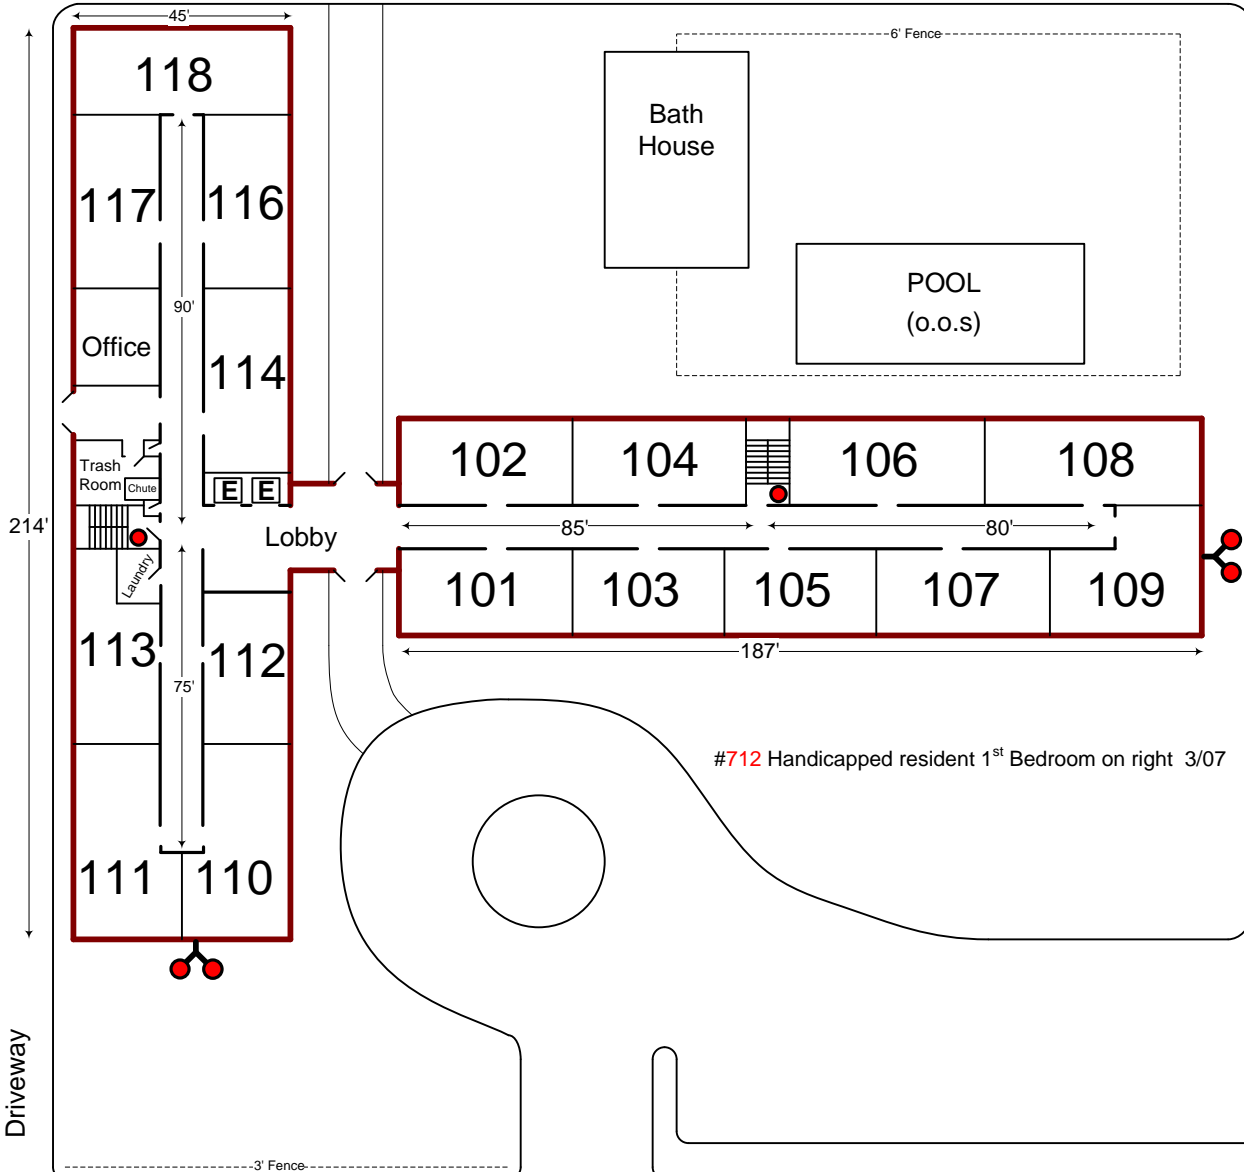 45'
6' Fence
118
Bath
House
117
116
90'
POOL
(o.o.s)
Office
114
102
104
106
108
Trash
Room
Chute
E
E
214'
Lobby
85'
80'
Laundry
101
103
105
107
109
113
112
187'
75'
#712 Handicapped resident 1st Bedroom on right 3/07
111
110
Driveway
3' Fence